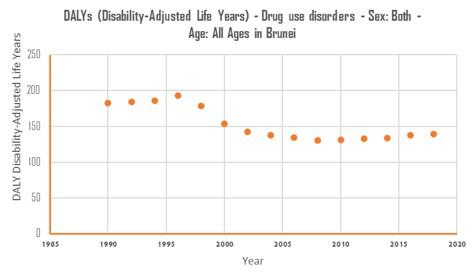 DALYs (Disability-Adjusted Life Years) - Drug use disorders - Sex: Both -
Age: All Ages in Brunei
DALY Disability-Adjusted Life Years
250
200
150
100
50
0
1985 1990 1995 2000 2005 2010 2015 2020
Year